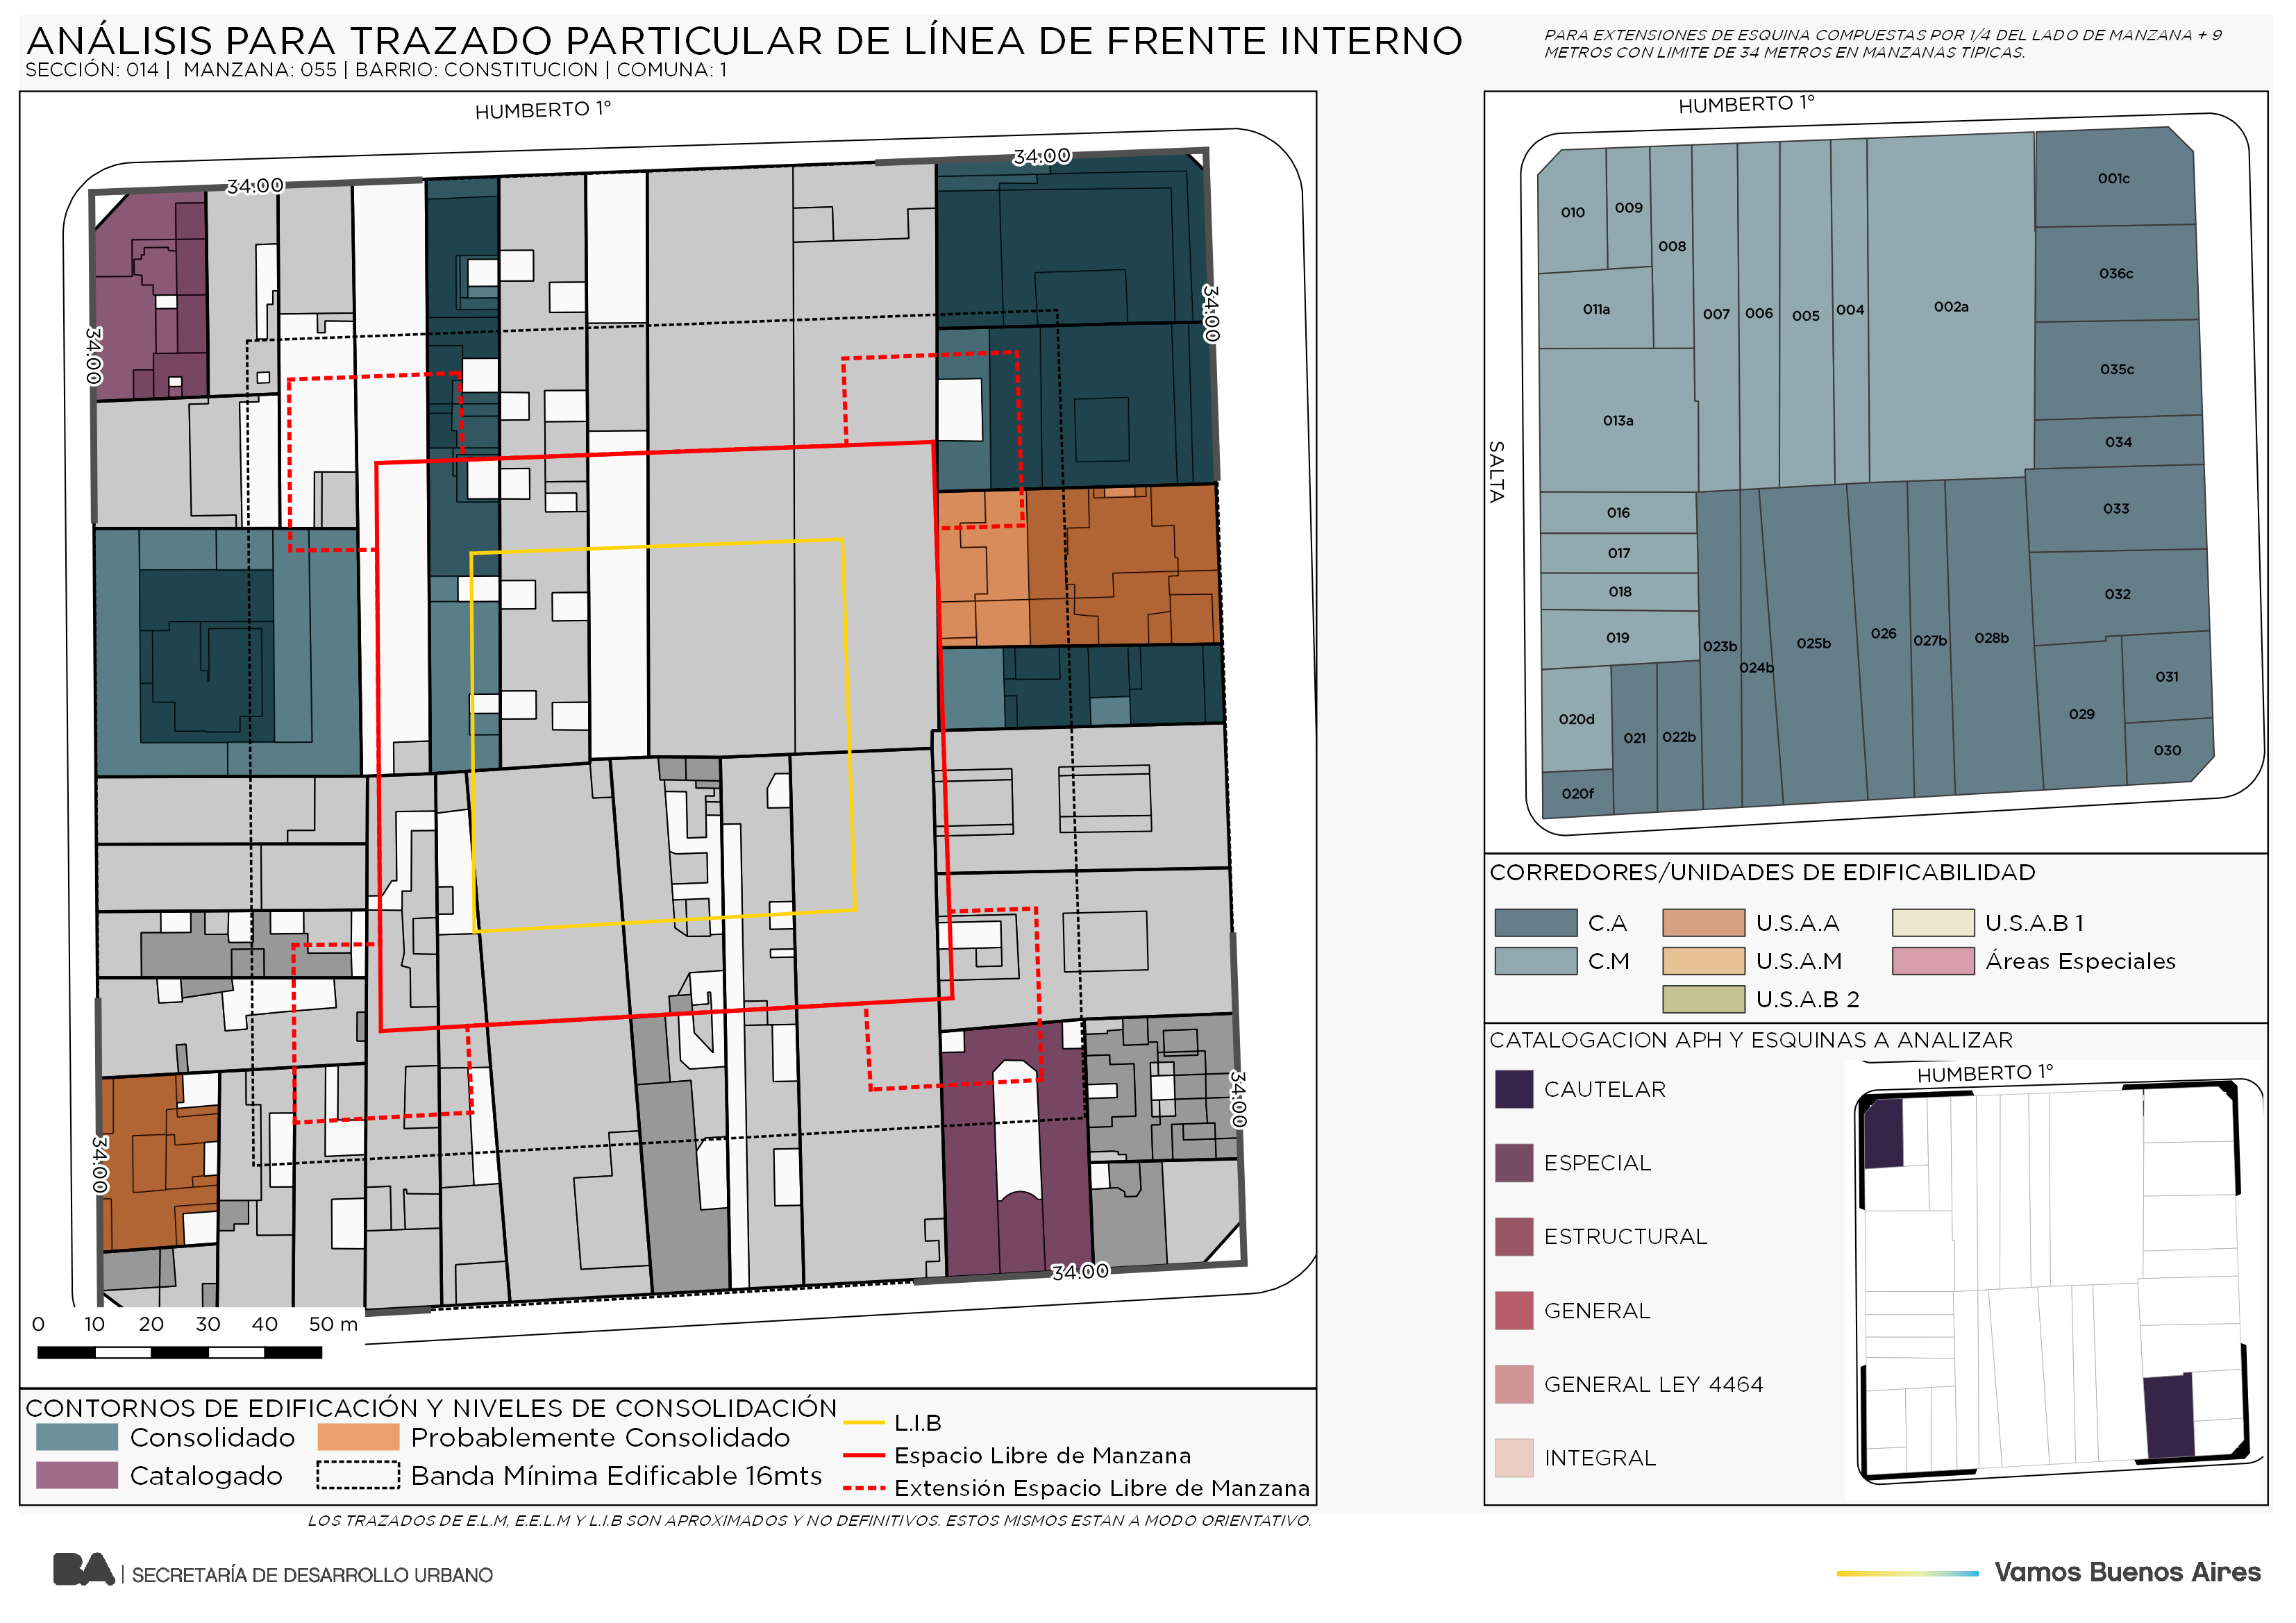 ANÁLISIS PARA TRAZADO PARTICULAR DE LÍNEA DE FRENTE INTERNO
SECCIÓN: 014 | MANZANA: 055 | BARRIO: CONSTITUCION | COMUNA: 1
PARA EXTENSIONES DE ESQUINA COMPUESTAS POR 1/4 DEL LADO DE MANZANA + 9
METROS CON LIMITE DE 34 METROS EN MANZANAS TIPICAS.
HUMBERTO 1°
34.00
34.00
34.00
34.00
34.00
34.00
34.00
0 10 20 30 40 50 m
CONTORNOS DE EDIFICACIÓN Y NIVELES DE CONSOLIDACIÓN
Consolidado
Probablemente Consolidado
Catalogado
Banda Mínima Edificable 16mts
L.I.B
Espacio Libre de Manzana
Extensión Espacio Libre de Manzana
HUMBERTO 1°
SALTA
001c
010
009
008
036c
011a
007
006
005
004
002a
035c
013a
034
016
033
017
018
032
019
023b
024b
025b
026
027b
028b
031
020d
021
022b
029
030
020f
CORREDORES/UNIDADES DE EDIFICABILIDAD
C.A
U.S.A.A
U.S.A.B 1
C.M
U.S.A.M
Áreas Especiales
U.S.A.B 2
CATALOGACION APH Y ESQUINAS A ANALIZAR
CAUTELAR
ESPECIAL
ESTRUCTURAL
GENERAL
GENERAL LEY 4464
INTEGRAL
HUMBERTO 1°
LOS TRAZADOS DE E.L.M, E.E.L.M Y L.I.B SON APROXIMADOS Y NO DEFINITIVOS. ESTOS MISMOS ESTAN A MODO ORIENTATIVO.
BA | SECRETARÍA DE DESARROLLO URBANO
Vamos Buenos Aires